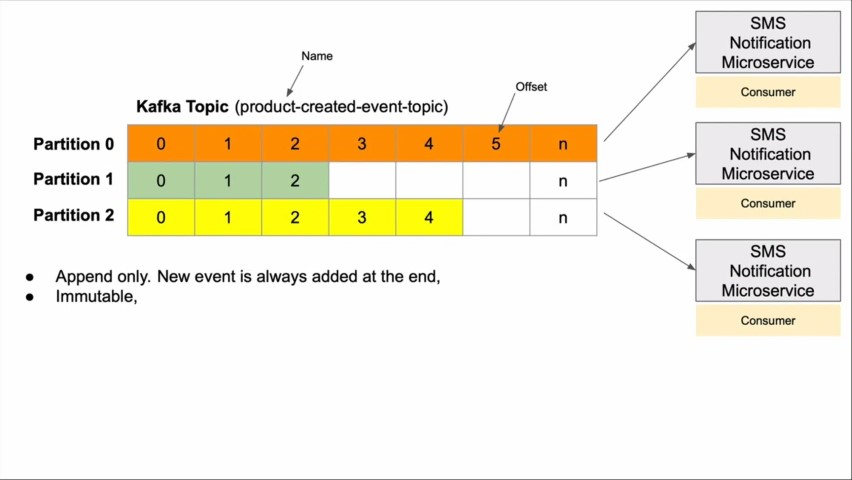 Name
Offset
Kafka Topic (product-created-event-topic)
Partition 0 0 1 2 3 4 5 n
Partition 1 0 1 2 n
Partition 2 0 1 2 3 4 n
● Append only. New event is always added at the end,
● Immutable,
SMS
Notification
Microservice
Consumer
SMS
Notification
Microservice
Consumer
SMS
Notification
Microservice
Consumer